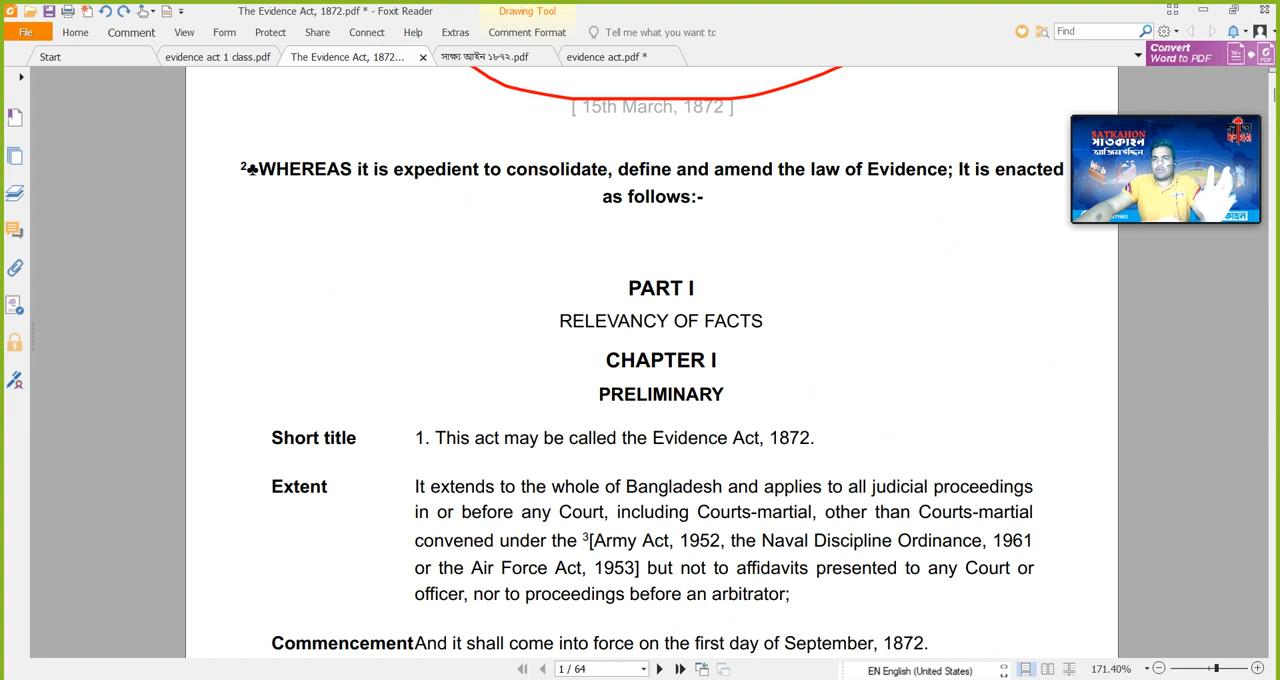 The Evidence Act, 1872.pdf * - Foxit Reader
Drawing Tool
File Home Comment View Form Protect Share Connect Help Extras Comment Format Tell me what you want tc Find
Start evidence act 1 class.pdf The Evidence Act, 1872... সাক্ষ্য আইন ১৮৭২.pdf evidence act.pdf *
Convert
Word to PDF
[ 15th March, 1872 ]
2♣WHEREAS it is expedient to consolidate, define and amend the law of Evidence; It is enacted
as follows:-
SATKAHON
সাতকাহন
PART I
RELEVANCY OF FACTS
CHAPTER I
PRELIMINARY
Short title 1. This act may be called the Evidence Act, 1872.
Extent It extends to the whole of Bangladesh and applies to all judicial proceedings
in or before any Court, including Courts-martial, other than Courts-martial
convened under the 3[Army Act, 1952, the Naval Discipline Ordinance, 1961
or the Air Force Act, 1953] but not to affidavits presented to any Court or
officer, nor to proceedings before an arbitrator;
Commencement And it shall come into force on the first day of September, 1872.
1 / 64 EN English (United States) 171.40%